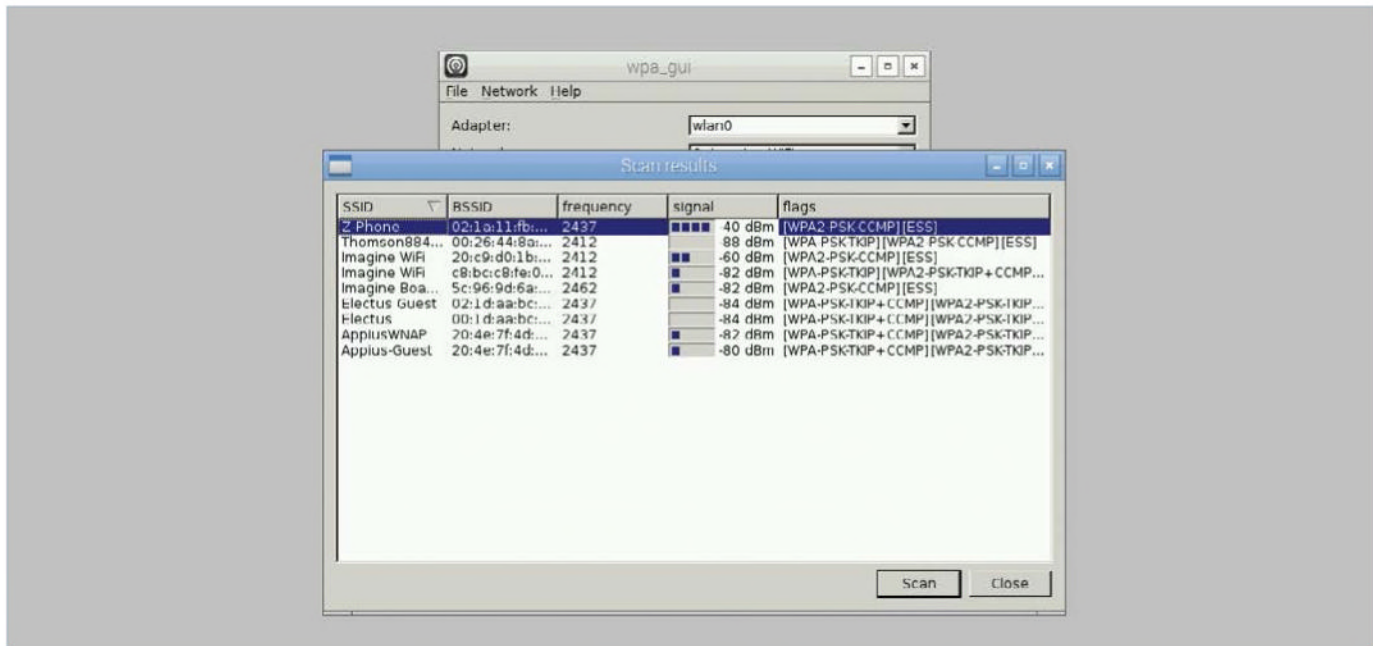 wpa_gui
File Network Help
Adapter: wlan0
Scan results
SSID BSSID frequency signal flags
Z Phone 02:1a:11:fb:... 2437 -40 dBm [WPA2-PSK-CCMP][ESS]
Thomson884... 00:26:44:8a:... 2412 -88 dBm [WPA-PSK-TKIP][WPA2-PSK-CCMP][ESS]
Imagine WiFi 20:c9:d0:1b:... 2412 -60 dBm [WPA2-PSK-CCMP][ESS]
Imagine WiFi c8:bc:c8:fe:0... 2412 -82 dBm [WPA-PSK-TKIP][WPA2-PSK-TKIP+CCMP...
Imagine Boa... 5c:96:9d:6a:... 2462 -82 dBm [WPA2-PSK-CCMP][ESS]
Electus Guest 02:1d:aa:bc:... 2437 -84 dBm [WPA-PSK-TKIP+CCMP][WPA2-PSK-TKIP...
Electus 00:1d:aa:bc:... 2437 -84 dBm [WPA-PSK-TKIP+CCMP][WPA2-PSK-TKIP...
AppiusWNAP 20:4e:7f:4d:... 2437 -82 dBm [WPA-PSK-TKIP+CCMP][WPA2-PSK-TKIP...
Appius-Guest 20:4e:7f:4d:... 2437 -80 dBm [WPA-PSK-TKIP+CCMP][WPA2-PSK-TKIP...
Scan Close